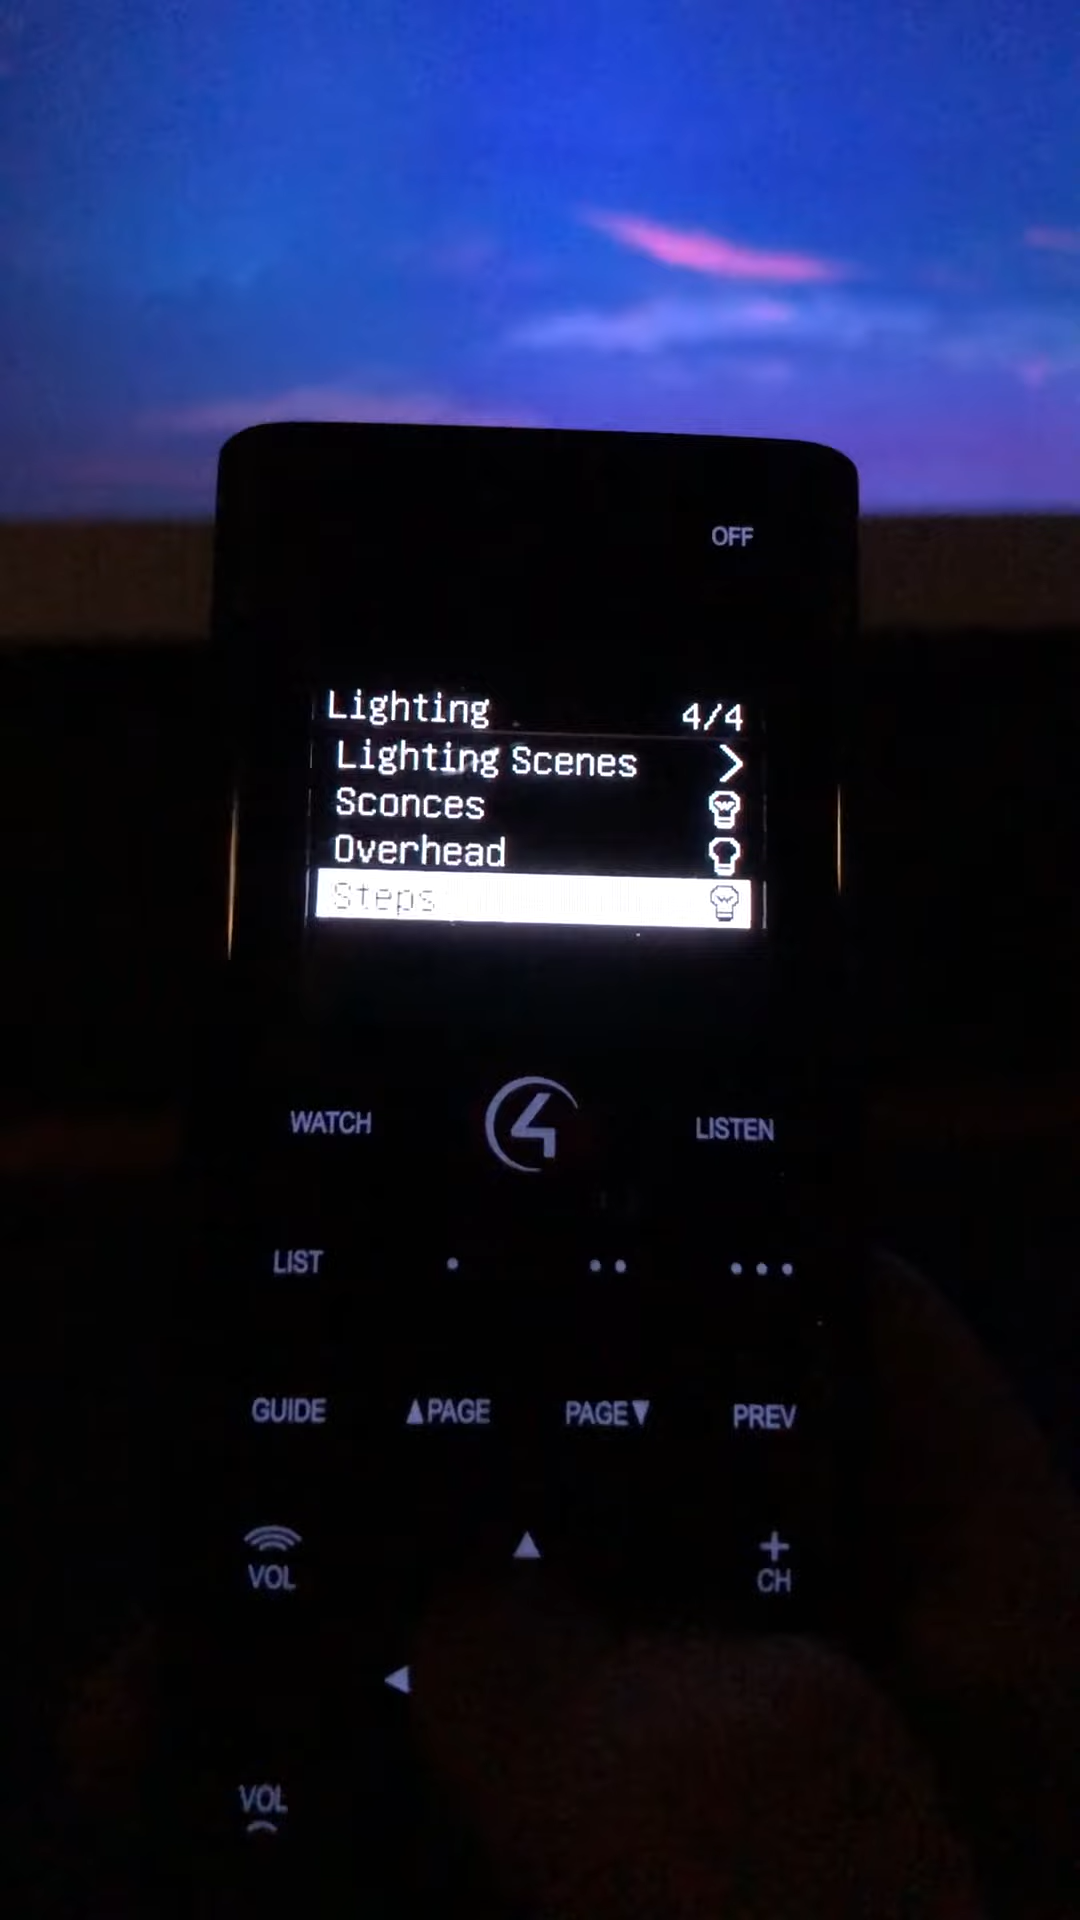 OFF
Lighting 4/4
Lighting Scenes
Sconces
Overhead
Steps
WATCH 4 LISTEN
LIST
GUIDE ▲PAGE PAGE▼ PREV
VOL
+
CH
VOL